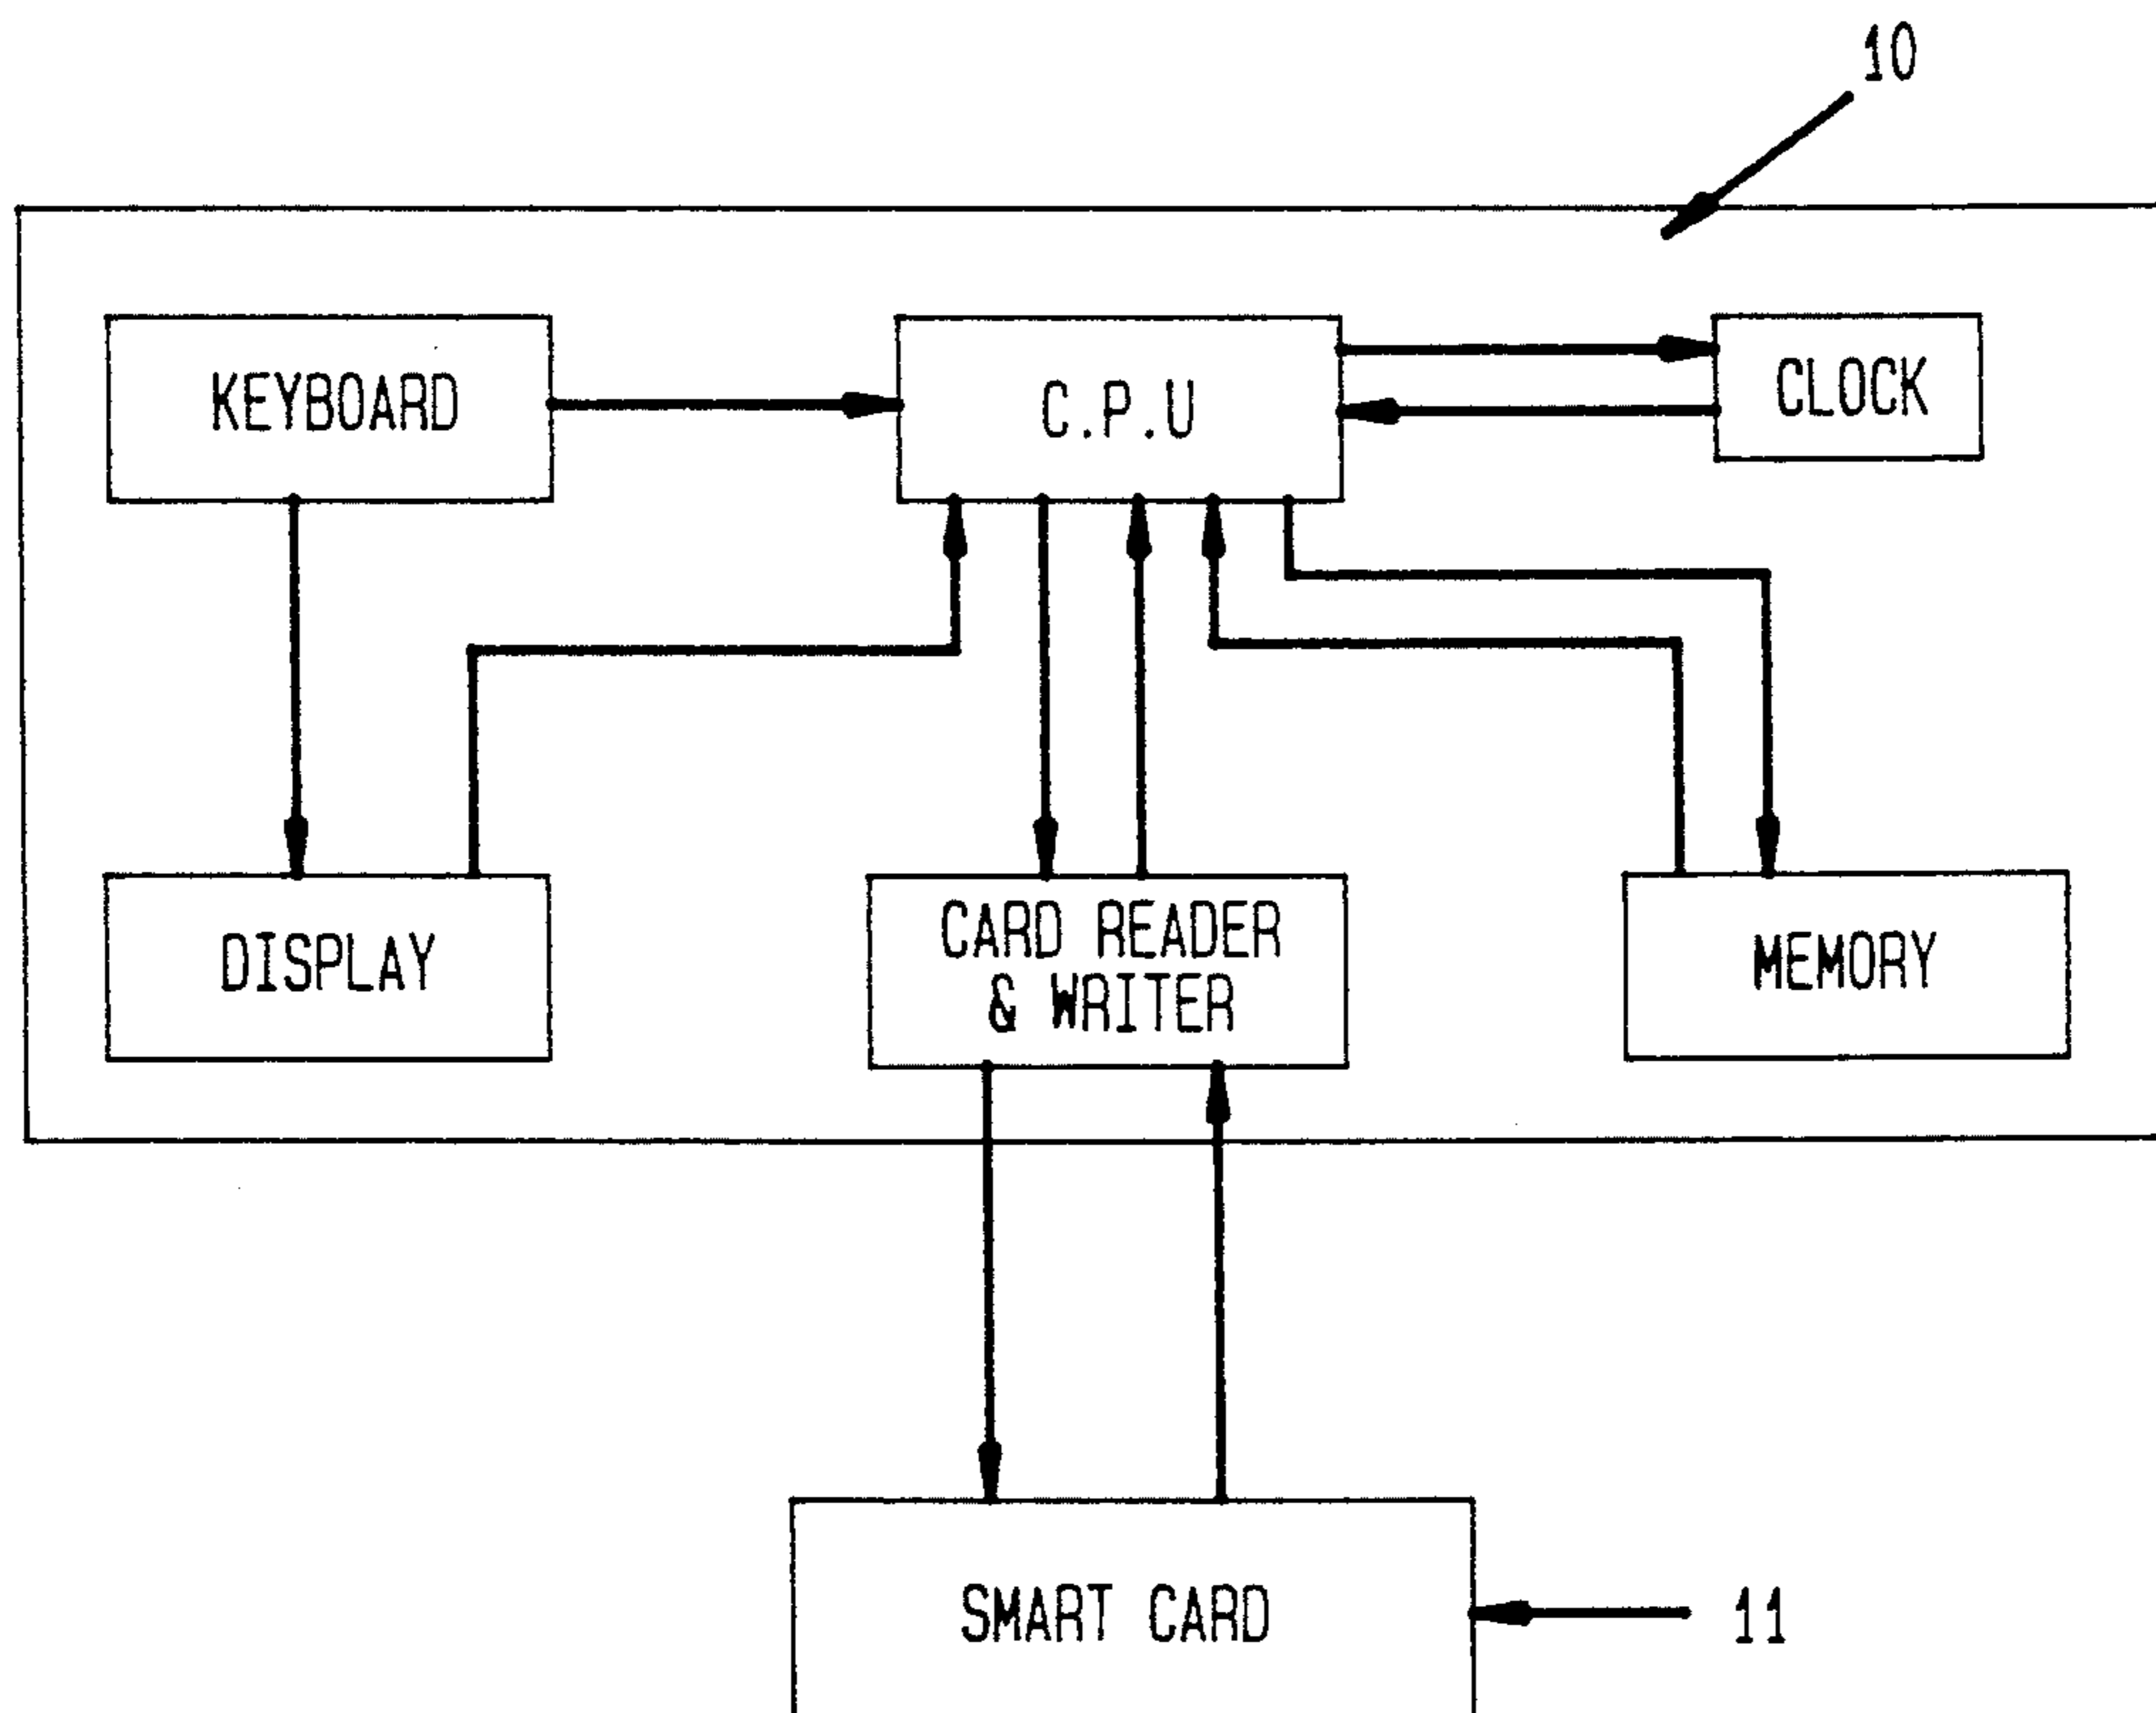 10
KEYBOARD
C.P.U
CLOCK
DISPLAY
CARD READER
& WRITER
MEMORY
SMART CARD
11